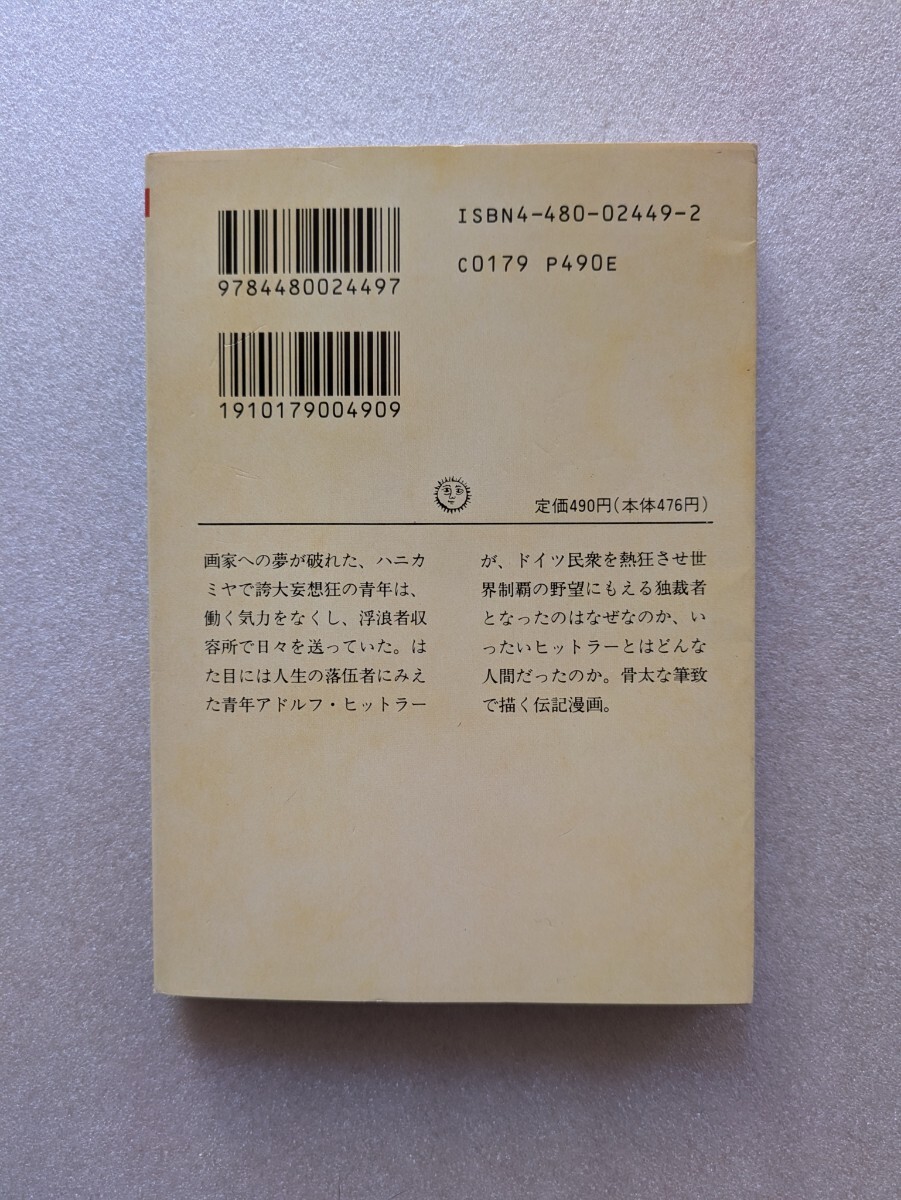 ISBN4-480-02449-2
C0179 P490E
9784480024497
1910179004909
定価490円(本体476円)
画家への夢が破れた、ハニカ
ミヤで誇大妄想狂の青年は、
働く気力をなくし、浮浪者収
容所で日々を送っていた。は
た目には人生の落伍者にみえ
た青年アドルフ・ヒットラー
が、ドイツ民衆を熱狂させ世
界制覇の野望にもえる独裁者
となったのはなぜなのか、い
ったいヒットラーとはどんな
人間だったのか。骨太な筆致
で描く伝記漫画。